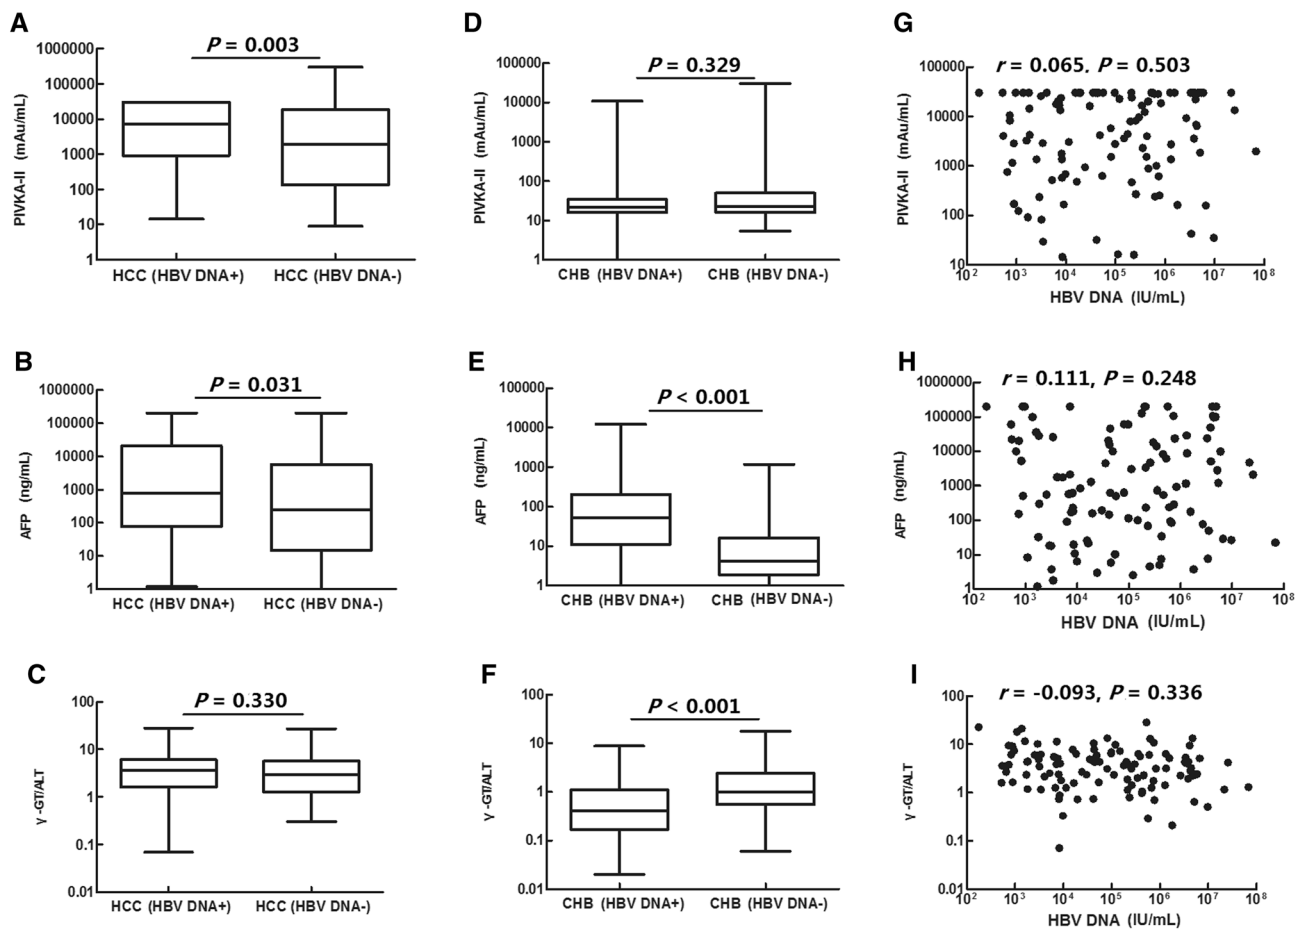 A
P = 0.003
1000000
100000
10000
1000
100
10
1
PIVKA-II (mAu/mL)
HCC (HBV DNA+)
HCC (HBV DNA-)
D
P = 0.329
100000
10000
1000
100
10
1
PIVKA-II (mAu/mL)
CHB (HBV DNA+)
CHB (HBV DNA-)
G
r = 0.065, P = 0.503
100000
10000
1000
100
10
PIVKA-II (mAu/mL)
10² 10³ 10⁴ 10⁵ 10⁶ 10⁷ 10⁸
HBV DNA (IU/mL)
B
P = 0.031
1000000
100000
10000
1000
100
10
1
AFP (ng/mL)
HCC (HBV DNA+)
HCC (HBV DNA-)
E
P < 0.001
100000
10000
1000
100
10
1
AFP (ng/mL)
CHB (HBV DNA+)
CHB (HBV DNA-)
H
r = 0.111, P = 0.248
1000000
100000
10000
1000
100
10
1
AFP (ng/mL)
10² 10³ 10⁴ 10⁵ 10⁶ 10⁷ 10⁸
HBV DNA (IU/mL)
C
P = 0.330
100
10
1
0.1
0.01
γ-GT/ALT
HCC (HBV DNA+)
HCC (HBV DNA-)
F
P < 0.001
100
10
1
0.1
0.01
γ-GT/ALT
CHB (HBV DNA+)
CHB (HBV DNA-)
I
r = -0.093, P = 0.336
100
10
1
0.1
0.01
γ-GT/ALT
10² 10³ 10⁴ 10⁵ 10⁶ 10⁷ 10⁸
HBV DNA (IU/mL)